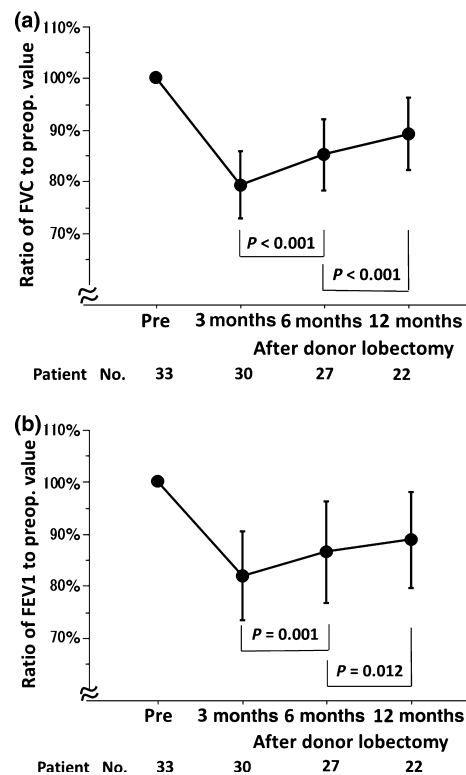 (a)
110%
100%
90%
80%
70%
Ratio of FVC to preop. value
P < 0.001
P < 0.001
Pre 3 months 6 months 12 months
After donor lobectomy
Patient No. 33 30 27 22
(b)
110%
100%
90%
80%
70%
Ratio of FEV1 to preop. value
P = 0.001
P = 0.012
Pre 3 months 6 months 12 months
After donor lobectomy
Patient No. 33 30 27 22